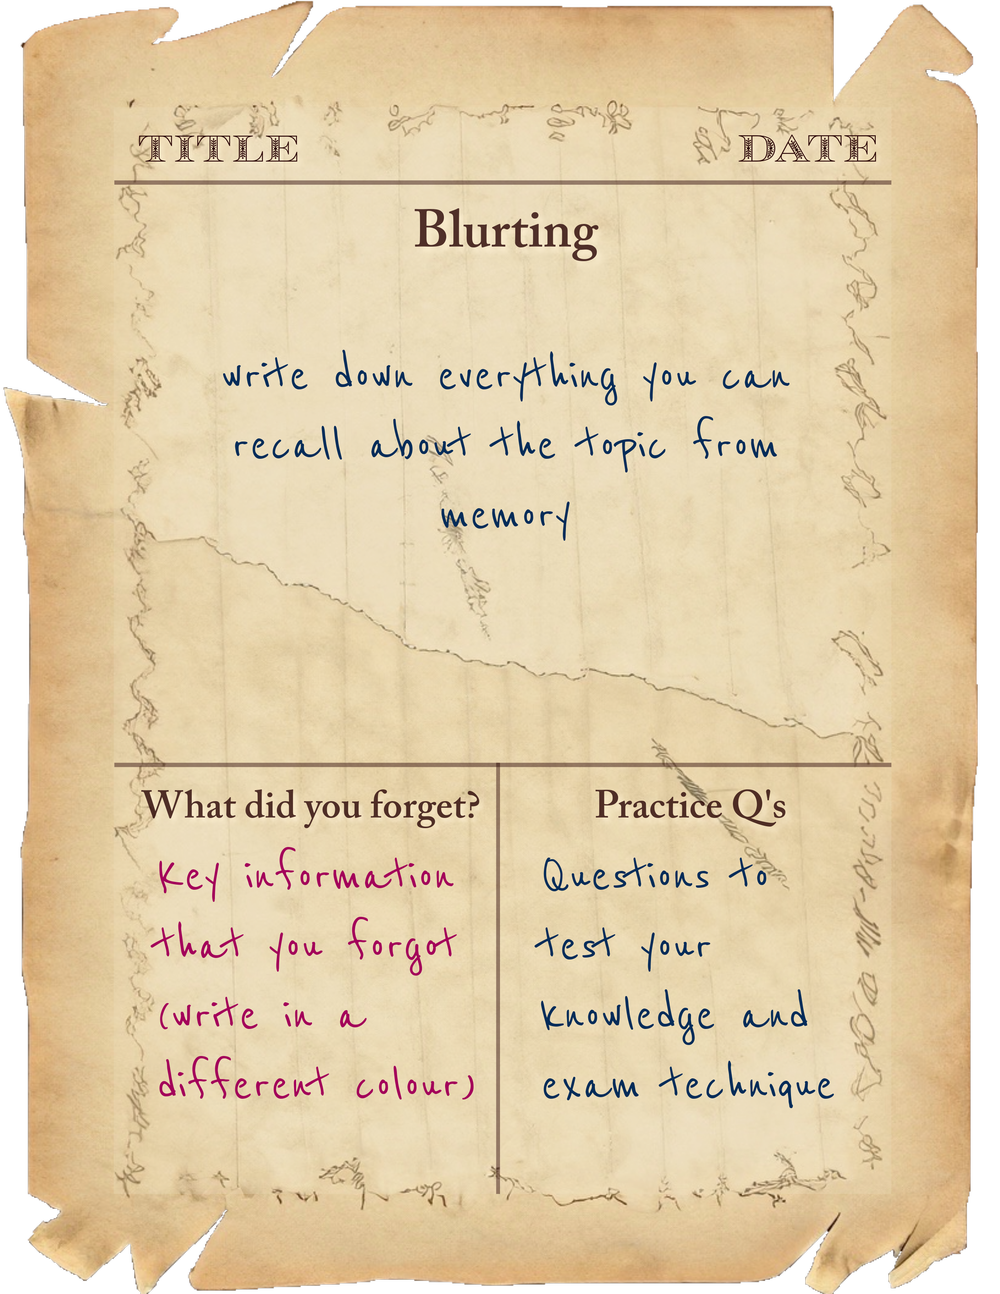 TITLE DATE
Blurting
write down everything you can
recall about the topic from
memory
What did you forget?
Key information
that you forgot
(write in a
different colour)
Practice Q's
Questions to
test your
knowledge and
exam technique